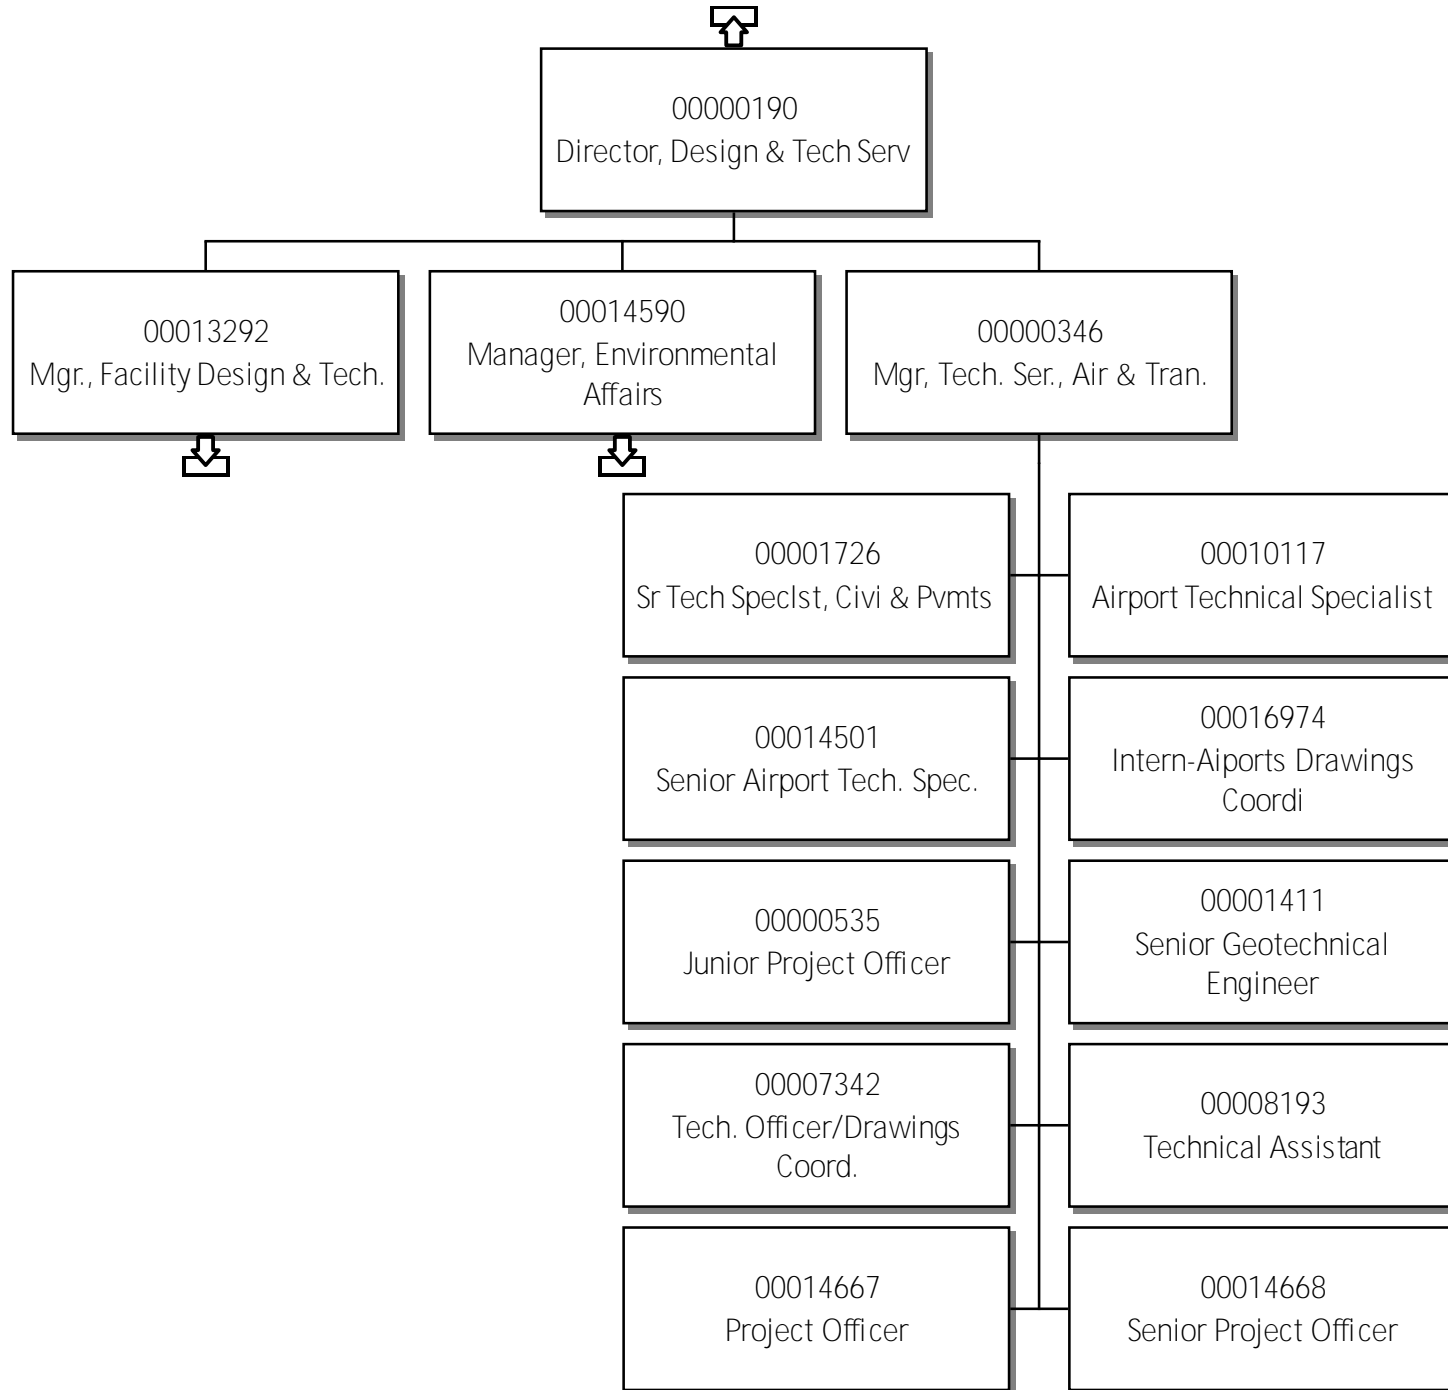 00000190
Director, Design & Tech Serv
00013292
Mgr., Facility Design & Tech.
00014590
Manager, Environmental
Affairs
00000346
Mgr, Tech. Ser., Air & Tran.
00001726
Sr Tech Speclst, Civi & Pvmts
00010117
Airport Technical Specialist
00014501
Senior Airport Tech. Spec.
00016974
Intern-Aiports Drawings
Coordi
00000535
Junior Project Officer
00001411
Senior Geotechnical
Engineer
00007342
Tech. Officer/Drawings
Coord.
00008193
Technical Assistant
00014667
Project Officer
00014668
Senior Project Officer